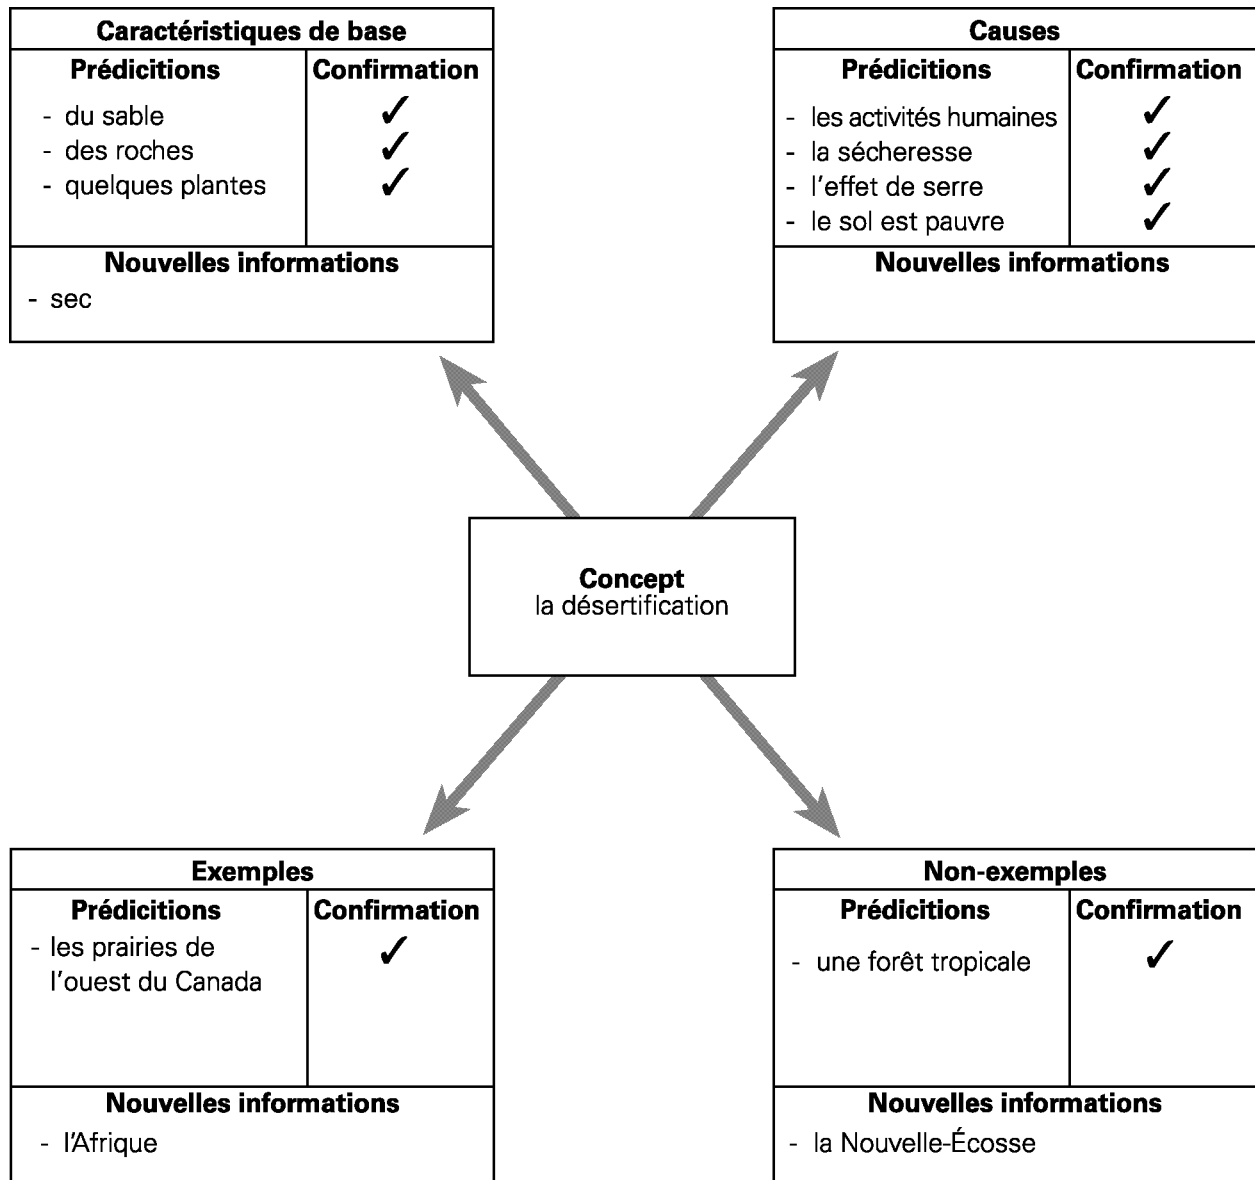 Caractéristiques de base
Prédicitions Confirmation
- du sable ✓
- des roches ✓
- quelques plantes ✓
Nouvelles informations
- sec
Causes
Prédicitions Confirmation
- les activités humaines ✓
- la sécheresse ✓
- l'effet de serre ✓
- le sol est pauvre ✓
Nouvelles informations
Concept
la désertification
Exemples
Prédicitions Confirmation
- les prairies de ✓
l'ouest du Canada
Nouvelles informations
- l'Afrique
Non-exemples
Prédicitions Confirmation
- une forêt tropicale ✓
Nouvelles informations
- la Nouvelle-Écosse